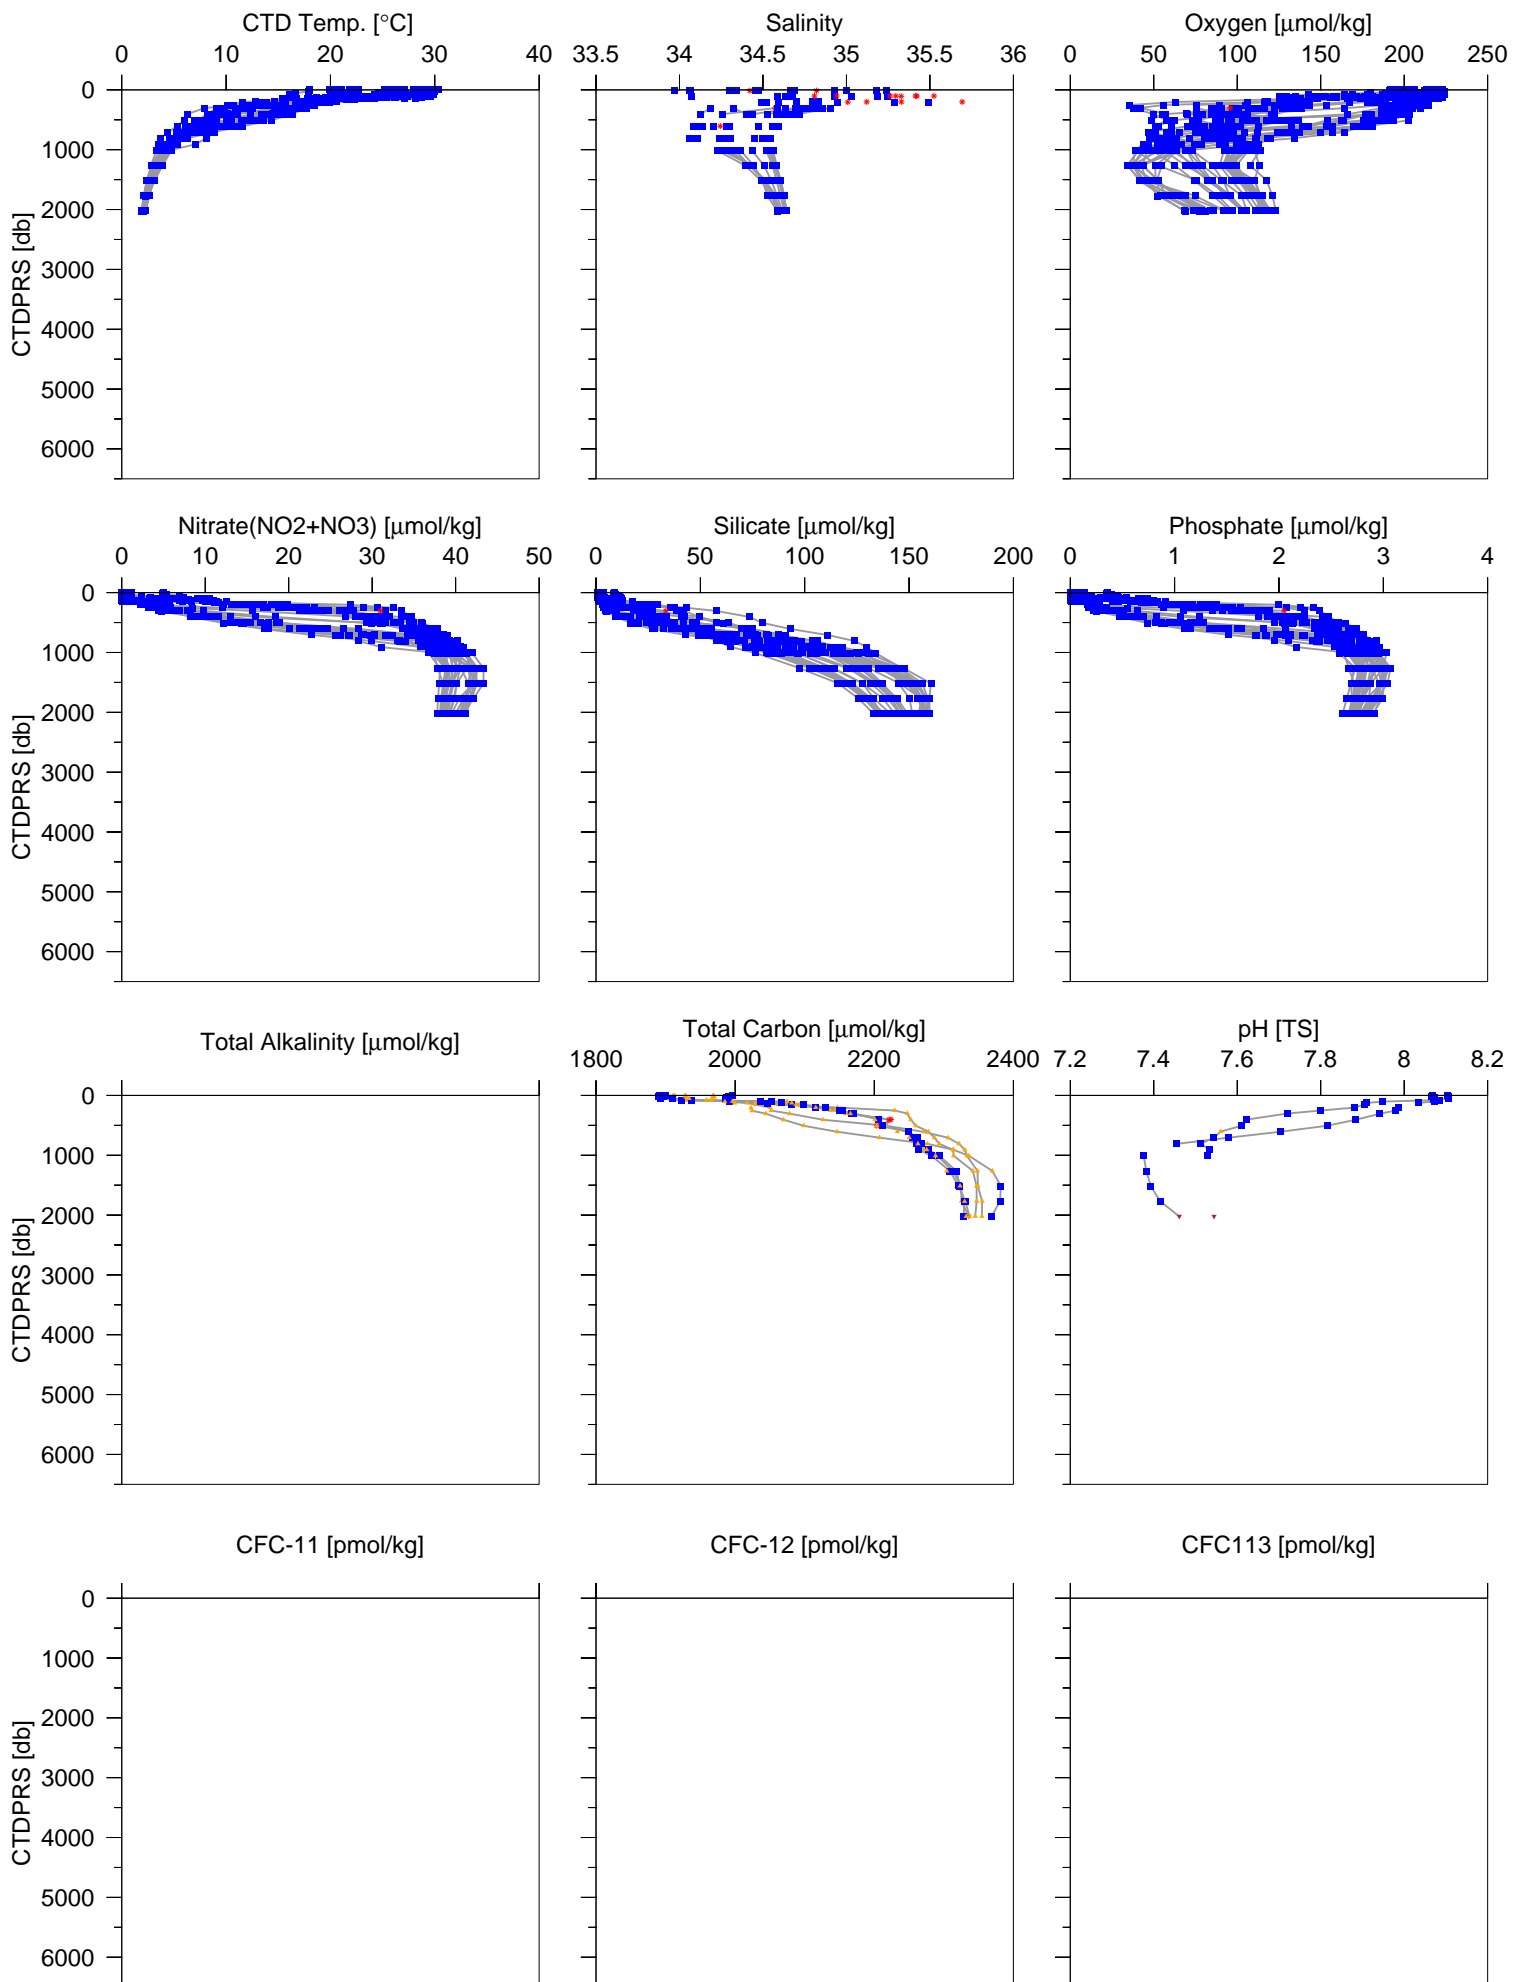 CTD Temp. [°C] Salinity Oxygen [μmol/kg]
0 10 20 30 40 33.5 34 34.5 35 35.5 36 0 50 100 150 200 250
0
1000
2000
3000
4000
5000
6000
CTDPRS [db]
Nitrate(NO2+NO3) [μmol/kg] Silicate [μmol/kg] Phosphate [μmol/kg]
0 10 20 30 40 50 0 50 100 150 200 0 1 2 3 4
0
1000
2000
3000
4000
5000
6000
CTDPRS [db]
Total Alkalinity [μmol/kg] Total Carbon [μmol/kg] pH [TS]
1800 2000 2200 2400 7.2 7.4 7.6 7.8 8 8.2
0
1000
2000
3000
4000
5000
6000
CTDPRS [db]
CFC-11 [pmol/kg] CFC-12 [pmol/kg] CFC113 [pmol/kg]
0
1000
2000
3000
4000
5000
6000
CTDPRS [db]